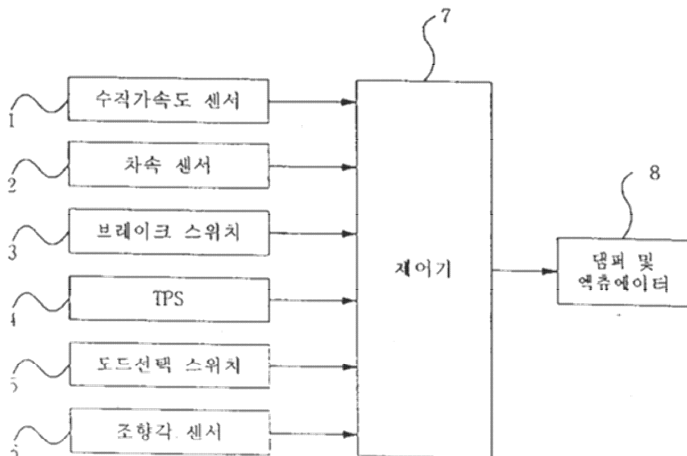 7
수직가속도 센서
1
차속 센서
2
8
브레이크 스위치
3
제어기
댐퍼 및
엑츄에이터
TPS
4
도드선택 스위치
5
조향각 센서